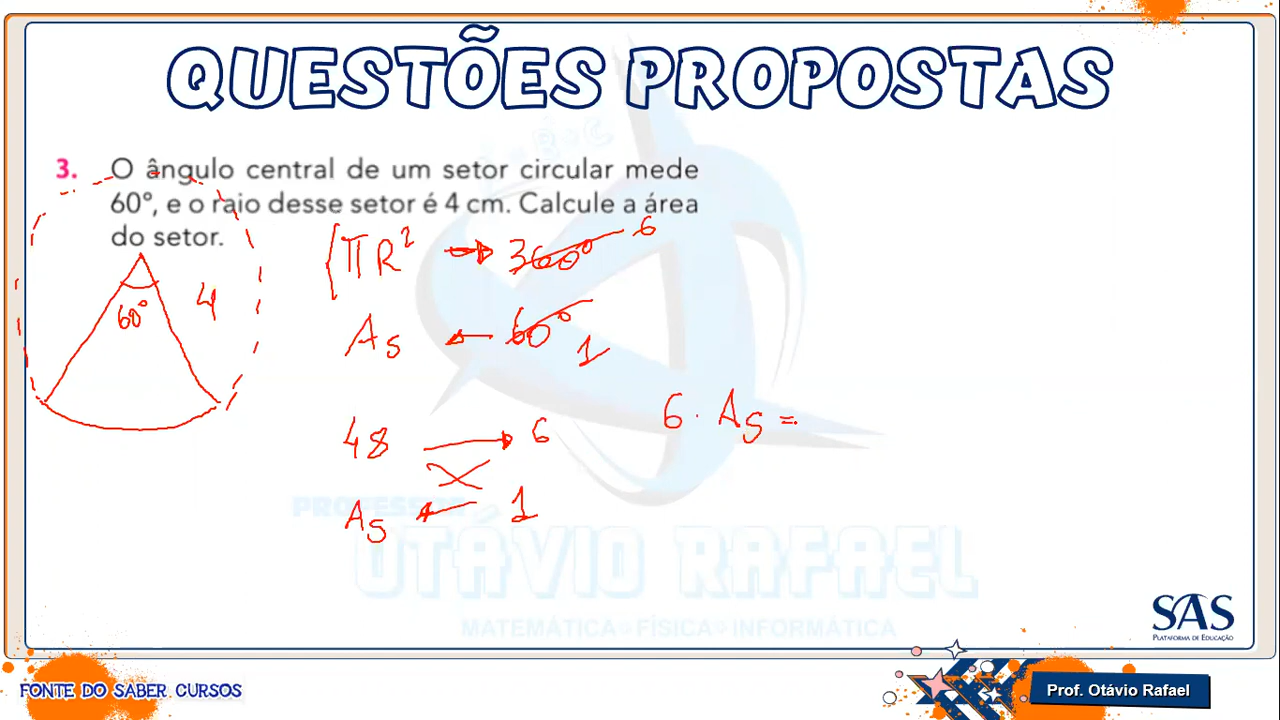 QUESTÕES PROPOSTAS
3. O ângulo central de um setor circular mede
60°, e o raio desse setor é 4 cm. Calcule a área
do setor.
πR² → 360° 6
60° 4
As ← 60° 1
6 · As =
48 → 6
As ← 1
PROFESSOR
OTÁVIO RAFAEL
MATEMÁTICA FÍSICA INFORMÁTICA
SAS
PLATAFORMA DE EDUCAÇÃO
FONTE DO SABER CURSOS
Prof. Otávio Rafael